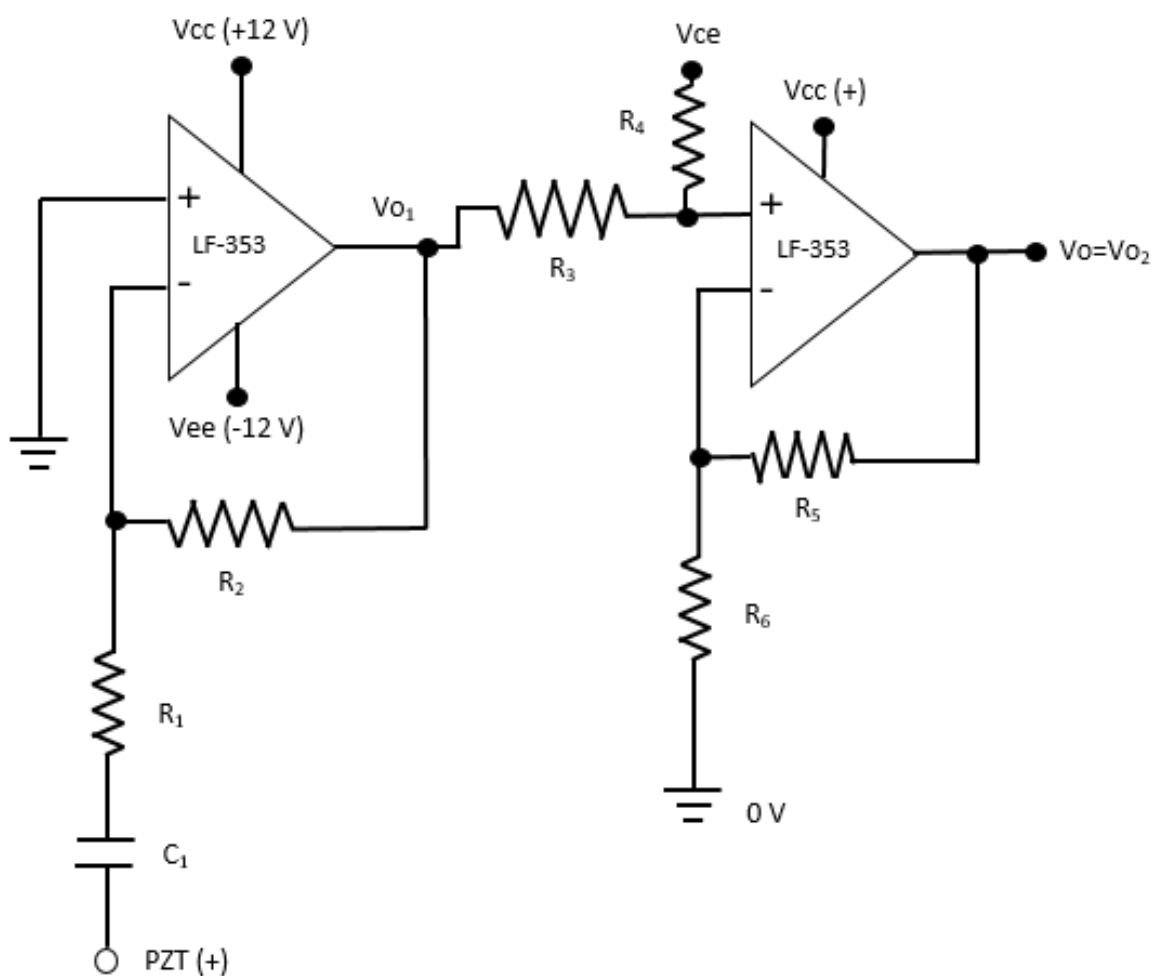 Vcc (+12 V)
Vce
Vcc (+)
R₄
+
LF-353
-
Vo₁
R₃
+
LF-353
-
Vo=Vo₂
Vee (-12 V)
R₂
R₅
R₆
R₁
0 V
C₁
PZT (+)